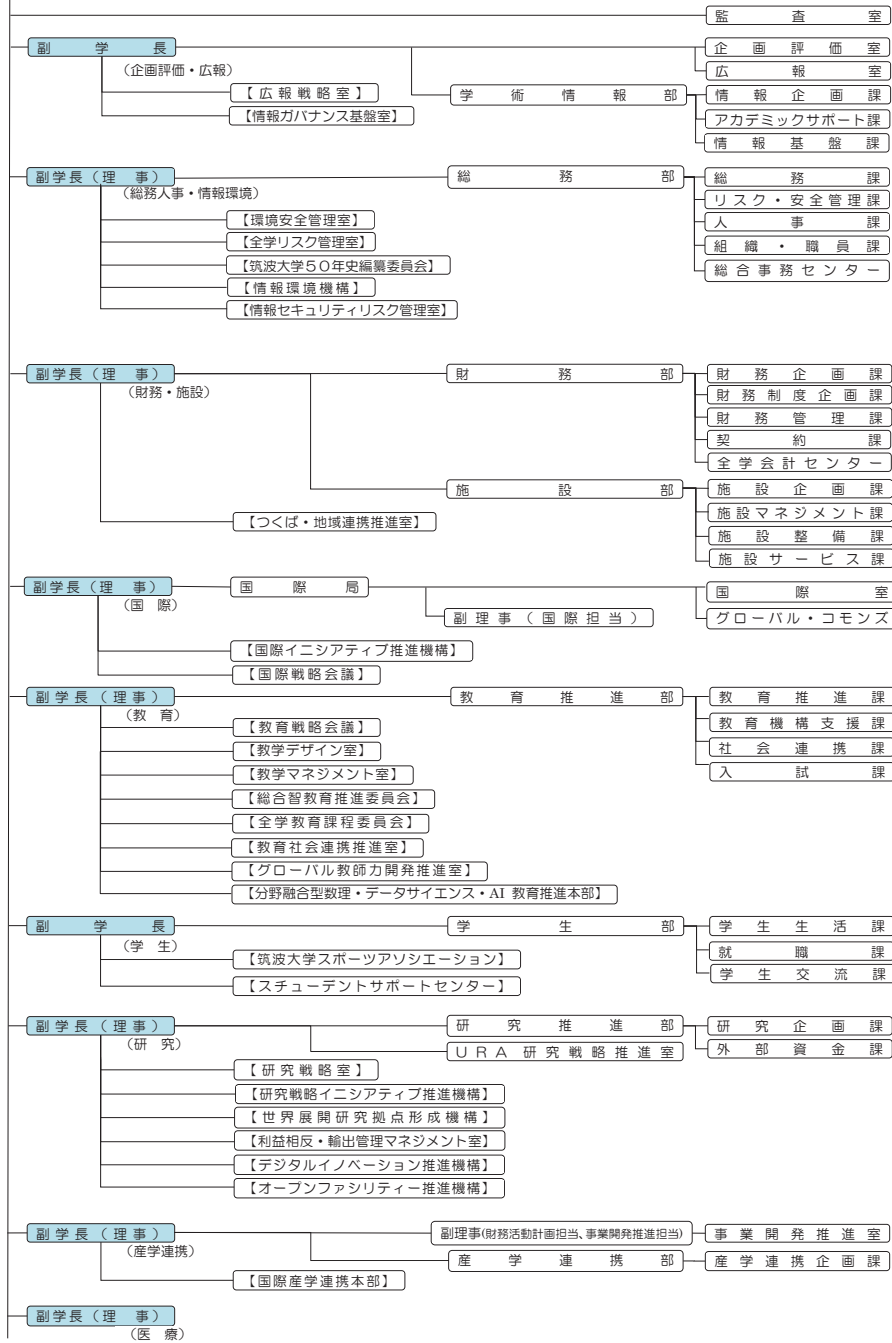 監査室
副学長
企画評価室
(企画評価・広報)
広報室
【広報戦略室】
学術情報部
情報企画課
【情報ガバナンス基盤室】
アカデミックサポート課
情報基盤課
副学長(理事)
総務部
総務課
(総務人事・情報環境)
リスク・安全管理課
【環境安全管理室】
人事課
【全学リスク管理室】
組織・職員課
【筑波大学50年史編纂委員会】
総合事務センター
【情報環境機構】
【情報セキュリティリスク管理室】
副学長(理事)
財務部
財務企画課
(財務・施設)
財務制度企画課
財務管理課
契約課
全学会計センター
施設部
施設企画課
【つくば・地域連携推進室】
施設マネジメント課
施設整備課
施設サービス課
副学長(理事)
国際局
国際室
(国際)
副理事(国際担当)
グローバル・コモンズ
【国際イニシアティブ推進機構】
【国際戦略会議】
副学長(理事)
教育推進部
教育推進課
(教育)
教育機構支援課
【教育戦略会議】
社会連携課
【教学デザイン室】
入試課
【教学マネジメント室】
【総合智教育推進委員会】
【全学教育課程委員会】
【教育社会連携推進室】
【グローバル教師力開発推進室】
【分野融合型数理・データサイエンス・AI 教育推進本部】
副学長
学生部
学生生活課
(学生)
就職課
【筑波大学スポーツアソシエーション】
学生交流課
【スチューデントサポートセンター】
副学長(理事)
研究推進部
研究企画課
(研究)
URA研究戦略推進室
外部資金課
【研究戦略室】
【研究戦略イニシアティブ推進機構】
【世界展開研究拠点形成機構】
【利益相反・輸出管理マネジメント室】
【デジタルイノベーション推進機構】
【オープンファシリティー推進機構】
副学長(理事)
副理事(財務活動計画担当、事業開発推進担当)
事業開発推進室
(産学連携)
産学連携部
産学連携企画課
【国際産学連携本部】
副学長(理事)
(医療)